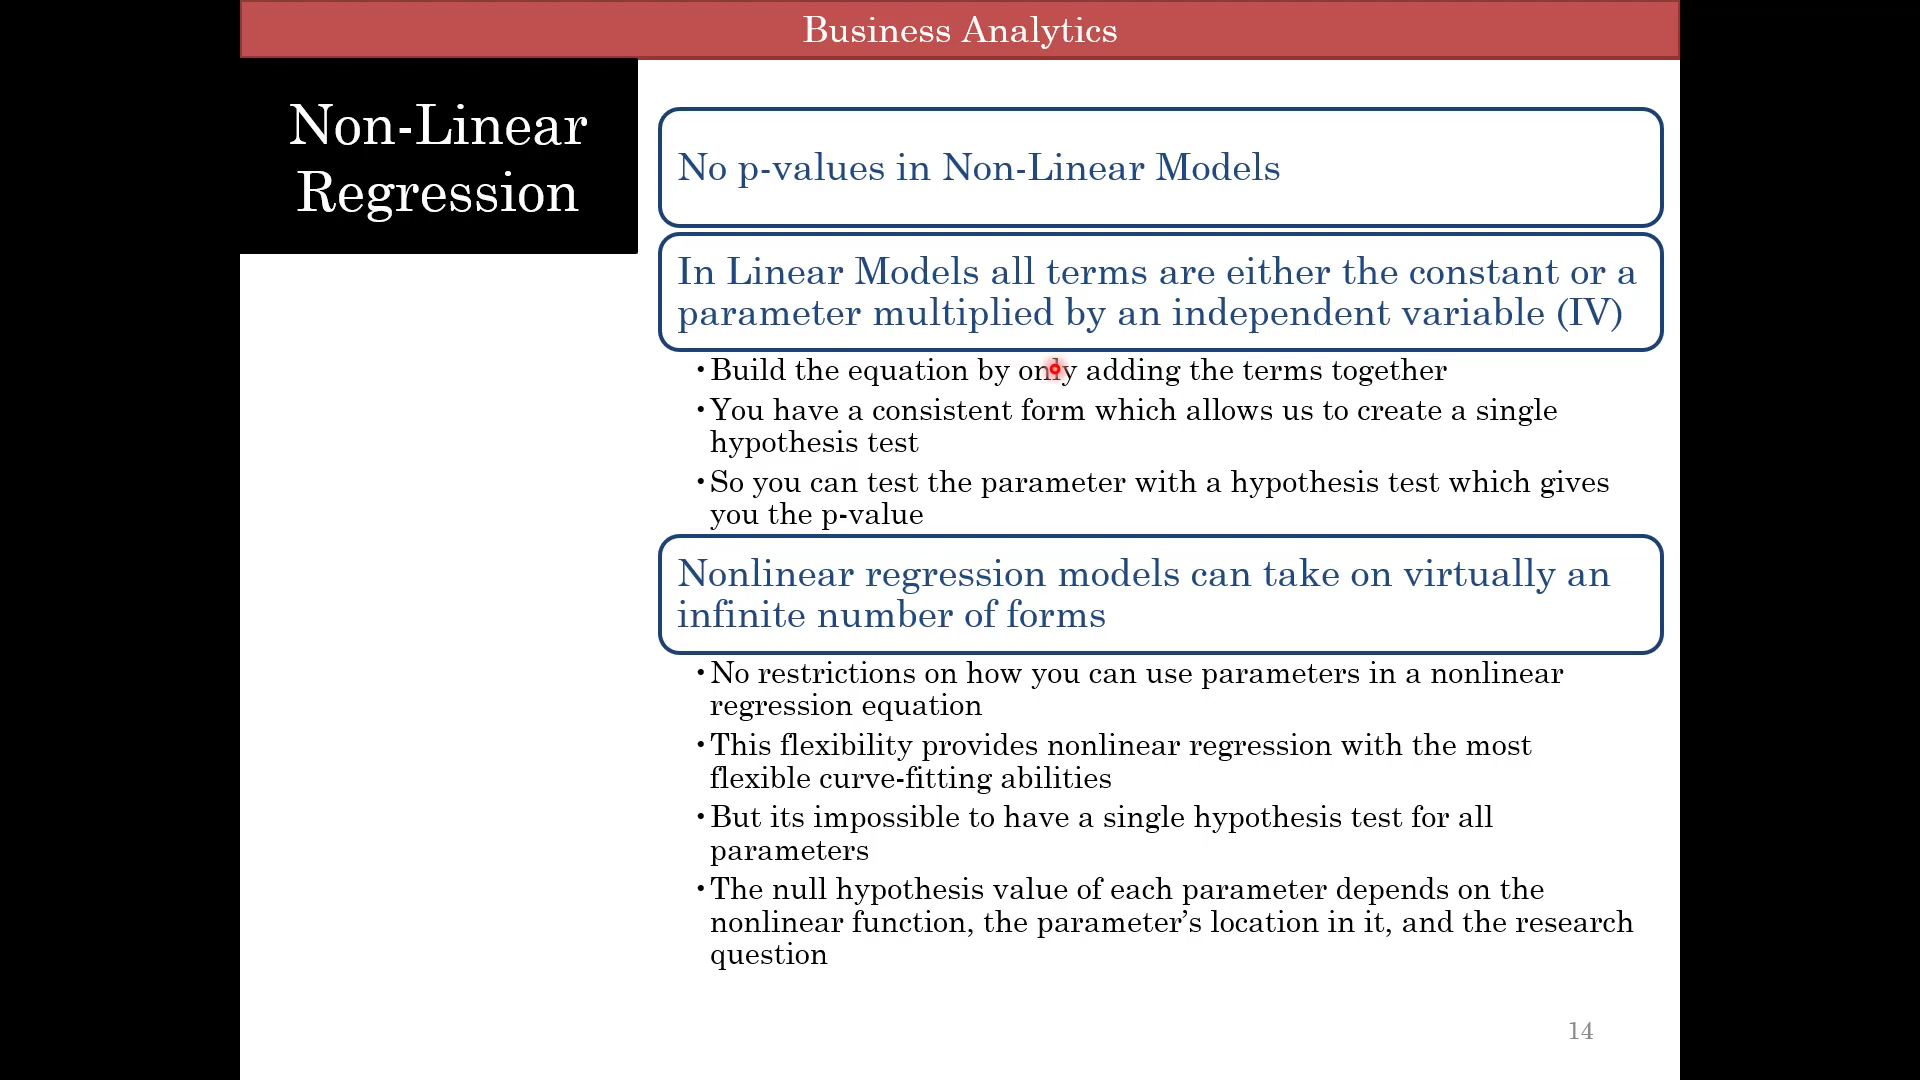 Business Analytics
Non-Linear
Regression
No p-values in Non-Linear Models
In Linear Models all terms are either the constant or a
parameter multiplied by an independent variable (IV)
•Build the equation by only adding the terms together
•You have a consistent form which allows us to create a single
hypothesis test
•So you can test the parameter with a hypothesis test which gives
you the p-value
Nonlinear regression models can take on virtually an
infinite number of forms
•No restrictions on how you can use parameters in a nonlinear
regression equation
•This flexibility provides nonlinear regression with the most
flexible curve-fitting abilities
•But its impossible to have a single hypothesis test for all
parameters
•The null hypothesis value of each parameter depends on the
nonlinear function, the parameter’s location in it, and the research
question
14